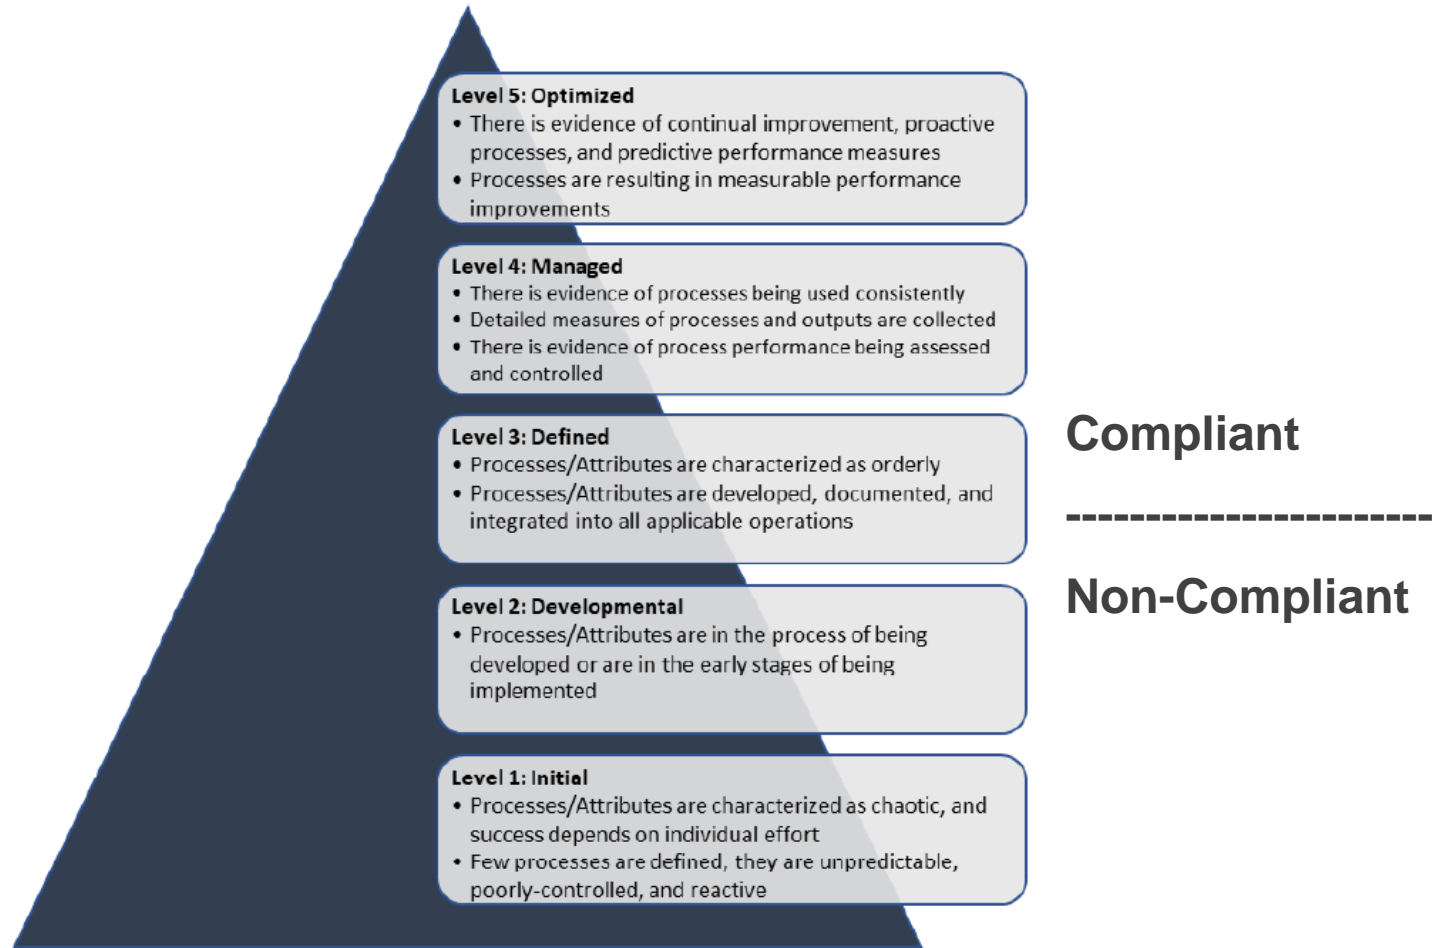 Level 5: Optimized
• There is evidence of continual improvement, proactive
processes, and predictive performance measures
• Processes are resulting in measurable performance
improvements
Level 4: Managed
• There is evidence of processes being used consistently
• Detailed measures of processes and outputs are collected
• There is evidence of process performance being assessed
and controlled
Level 3: Defined
• Processes/Attributes are characterized as orderly
• Processes/Attributes are developed, documented, and
integrated into all applicable operations
Compliant
-----------------------
Non-Compliant
Level 2: Developmental
• Processes/Attributes are in the process of being
developed or are in the early stages of being
implemented
Level 1: Initial
• Processes/Attributes are characterized as chaotic, and
success depends on individual effort
• Few processes are defined, they are unpredictable,
poorly-controlled, and reactive